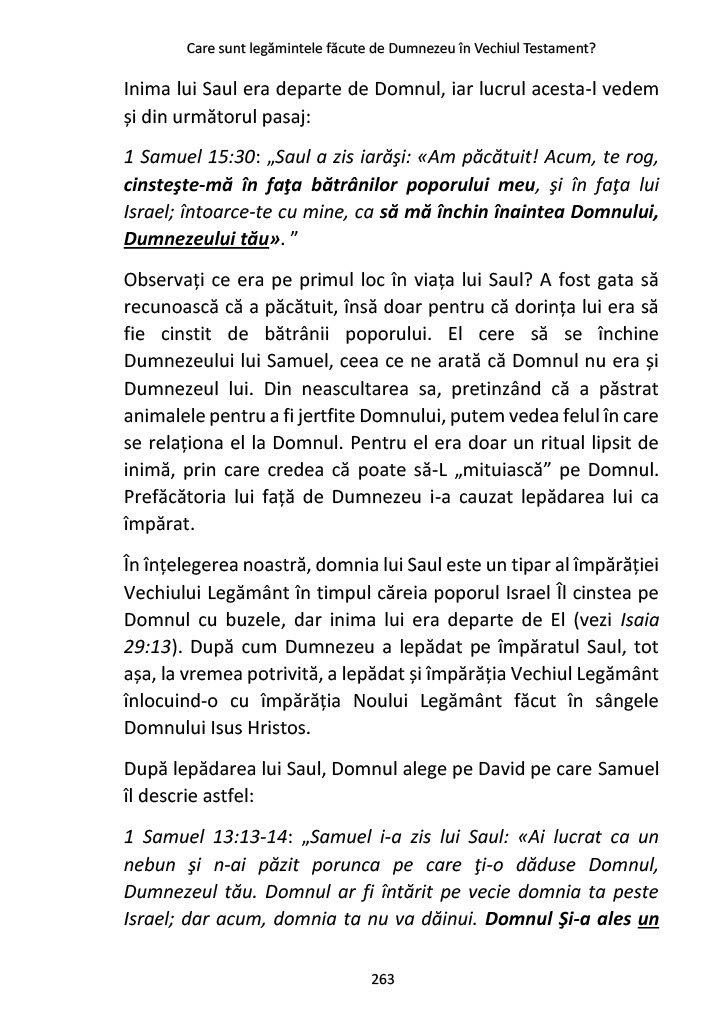 Care sunt legămintele făcute de Dumnezeu în Vechiul Testament?
Inima lui Saul era departe de Domnul, iar lucrul acesta-l vedem
și din următorul pasaj:
1 Samuel 15:30: „Saul a zis iarăşi: «Am păcătuit! Acum, te rog,
cinsteşte-mă în faţa bătrânilor poporului meu, şi în faţa lui
Israel; întoarce-te cu mine, ca să mă închin înaintea Domnului,
Dumnezeului tău». ”
Observați ce era pe primul loc în viața lui Saul? A fost gata să
recunoască că a păcătuit, însă doar pentru că dorința lui era să
fie cinstit de bătrânii poporului. El cere să se închine
Dumnezeului lui Samuel, ceea ce ne arată că Domnul nu era și
Dumnezeul lui. Din neascultarea sa, pretinzând că a păstrat
animalele pentru a fi jertfite Domnului, putem vedea felul în care
se relaționa el la Domnul. Pentru el era doar un ritual lipsit de
inimă, prin care credea că poate să-L „mituiască” pe Domnul.
Prefăcătoria lui față de Dumnezeu i-a cauzat lepădarea lui ca
împărat.
În înțelegerea noastră, domnia lui Saul este un tipar al împărăției
Vechiului Legământ în timpul căreia poporul Israel Îl cinstea pe
Domnul cu buzele, dar inima lui era departe de El (vezi Isaia
29:13). După cum Dumnezeu a lepădat pe împăratul Saul, tot
așa, la vremea potrivită, a lepădat și împărăția Vechiul Legământ
înlocuind-o cu împărăția Noului Legământ făcut în sângele
Domnului Isus Hristos.
După lepădarea lui Saul, Domnul alege pe David pe care Samuel
îl descrie astfel:
1 Samuel 13:13-14: „Samuel i-a zis lui Saul: «Ai lucrat ca un
nebun şi n-ai păzit porunca pe care ţi-o dăduse Domnul,
Dumnezeul tău. Domnul ar fi întărit pe vecie domnia ta peste
Israel; dar acum, domnia ta nu va dăinui. Domnul Şi-a ales un
263